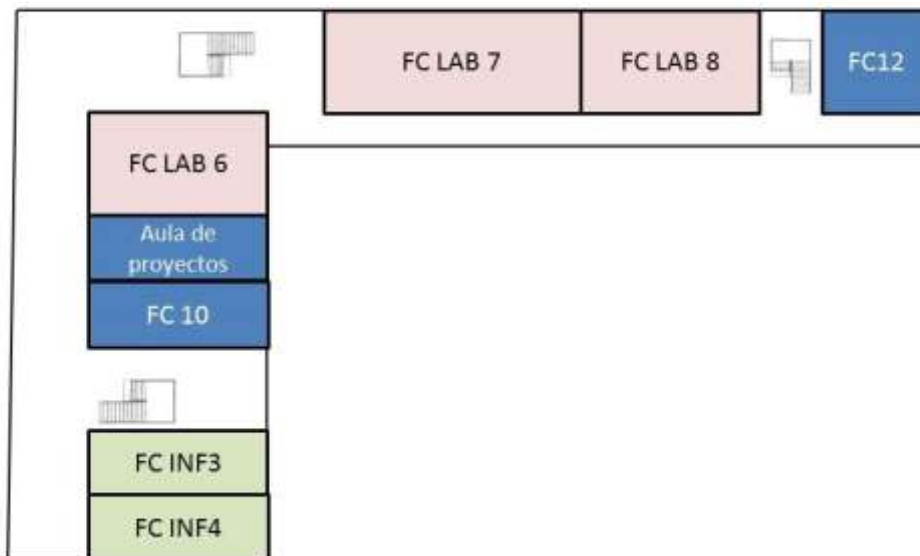 FC LAB 7
FC LAB 8
FC12
FC LAB 6
Aula de
proyectos
FC 10
FC INF3
FC INF4